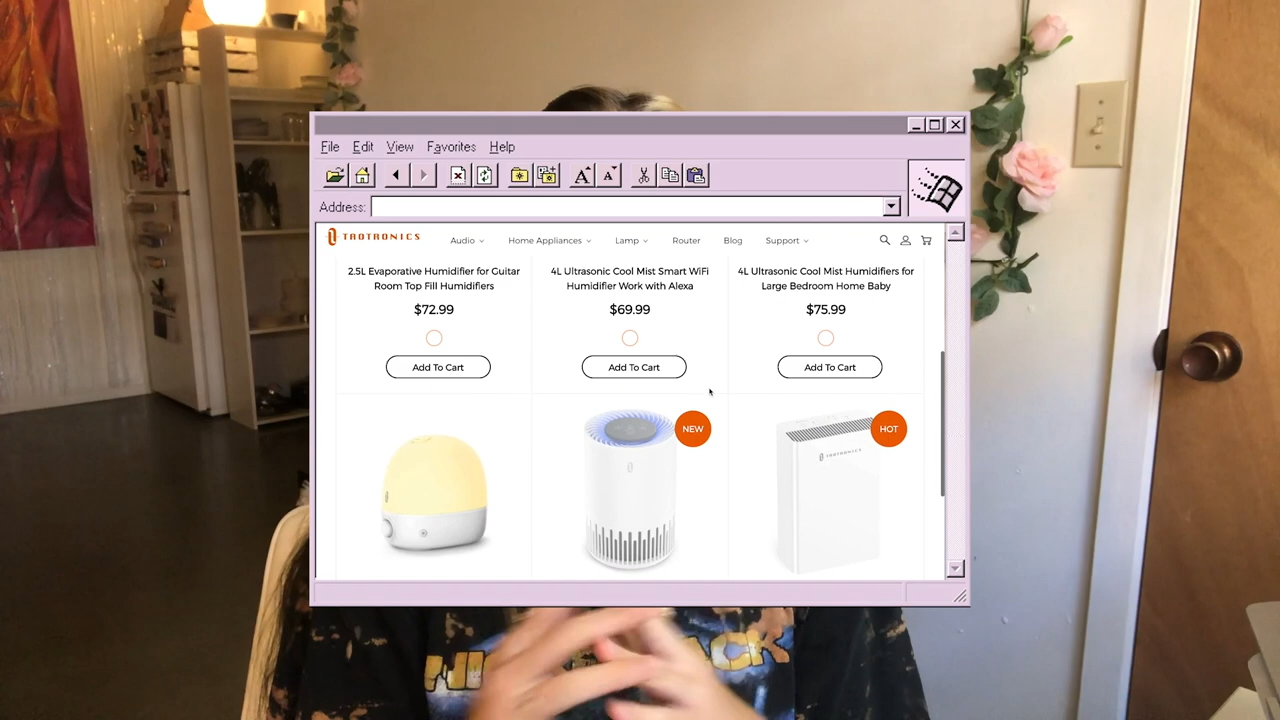 File Edit View Favorites Help
Address:
TAOTRONICS
Audio Home Appliances Lamp Router Blog Support
2.5L Evaporative Humidifier for Guitar
Room Top Fill Humidifiers
$72.99
Add To Cart
4L Ultrasonic Cool Mist Smart WiFi
Humidifier Work with Alexa
$69.99
Add To Cart
4L Ultrasonic Cool Mist Humidifiers for
Large Bedroom Home Baby
$75.99
Add To Cart
NEW
HOT
TAOTRONICS